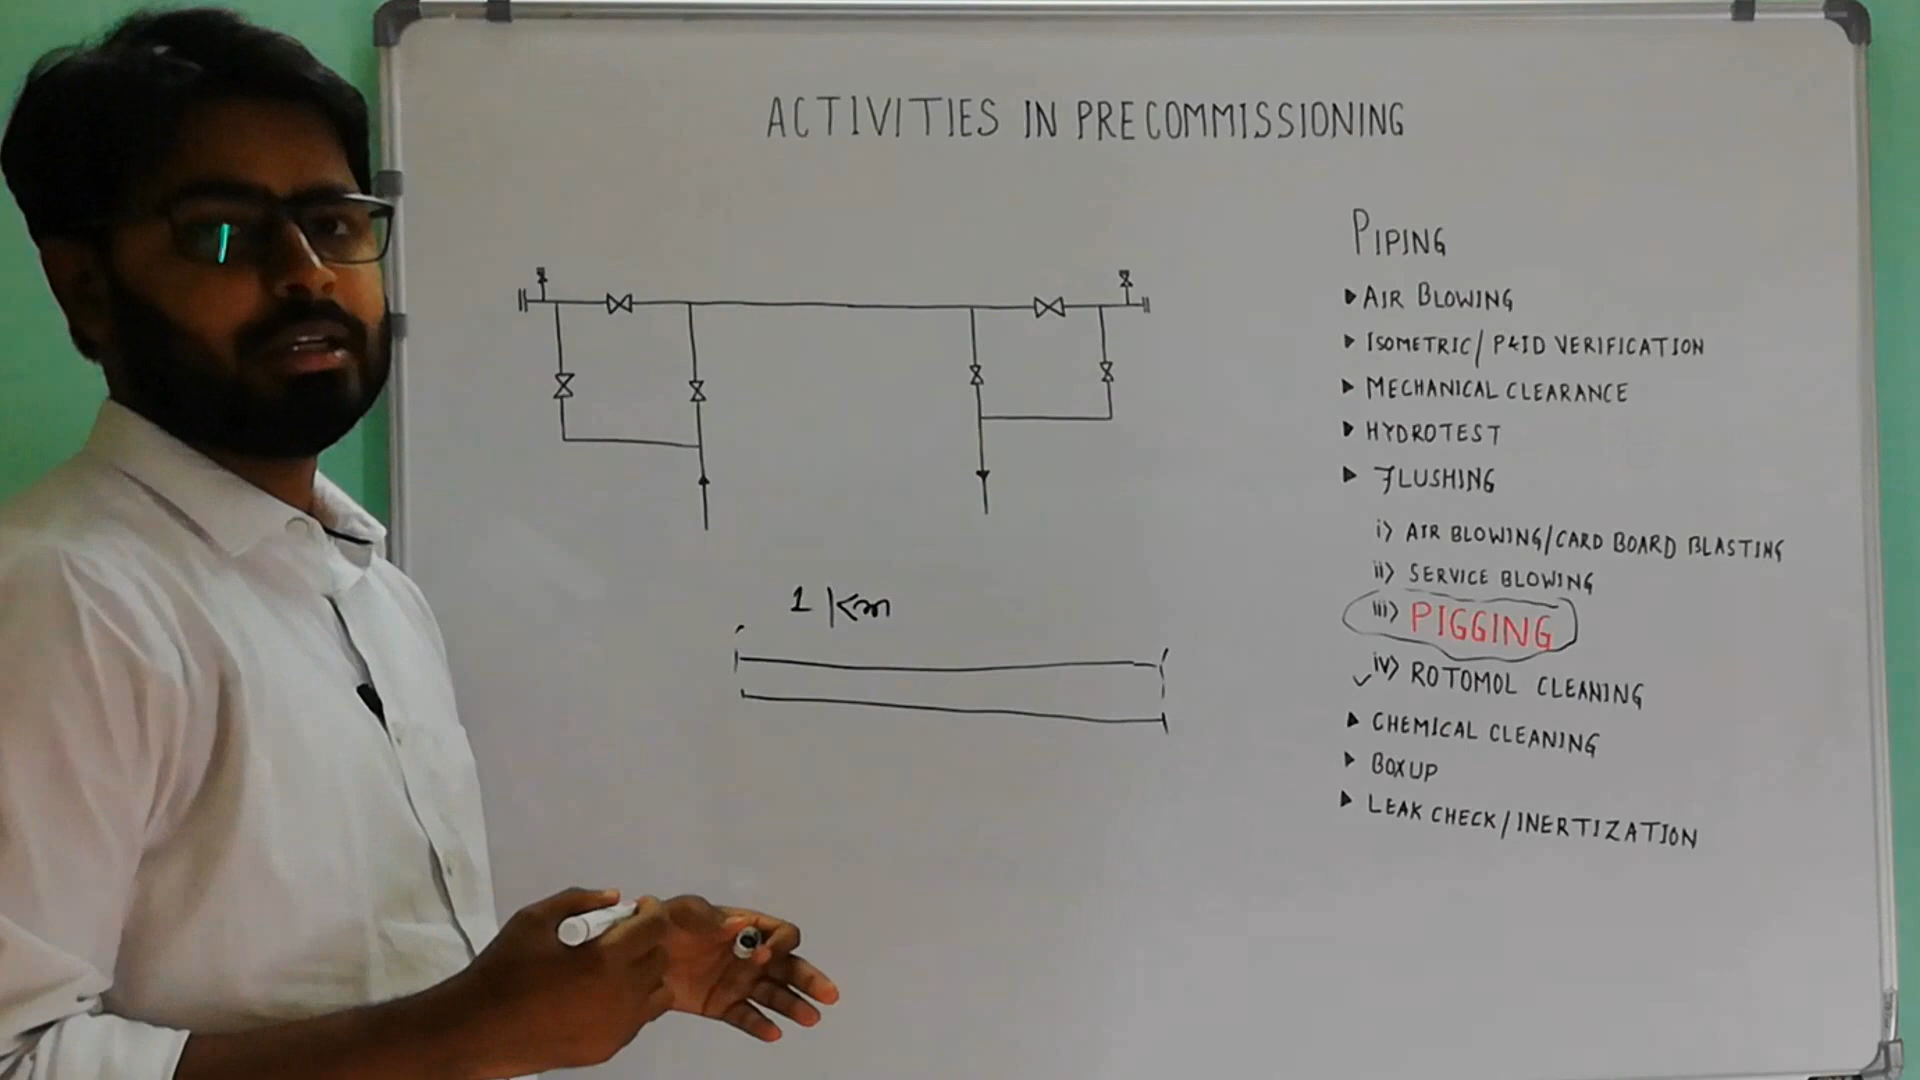 ACTIVITIES IN PRECOMMISSIONING
PIPING
AIR BLOWING
ISOMETRIC/ P&ID VERIFICATION
MECHANICAL CLEARANCE
HYDROTEST
FLUSHING
i) AIR BLOWING/CARD BOARD BLASTING
ii) SERVICE BLOWING
1 Km
iii) PIGGING
iv) ROTOMOL CLEANING
CHEMICAL CLEANING
BOXUP
LEAK CHECK/INERTIZATION